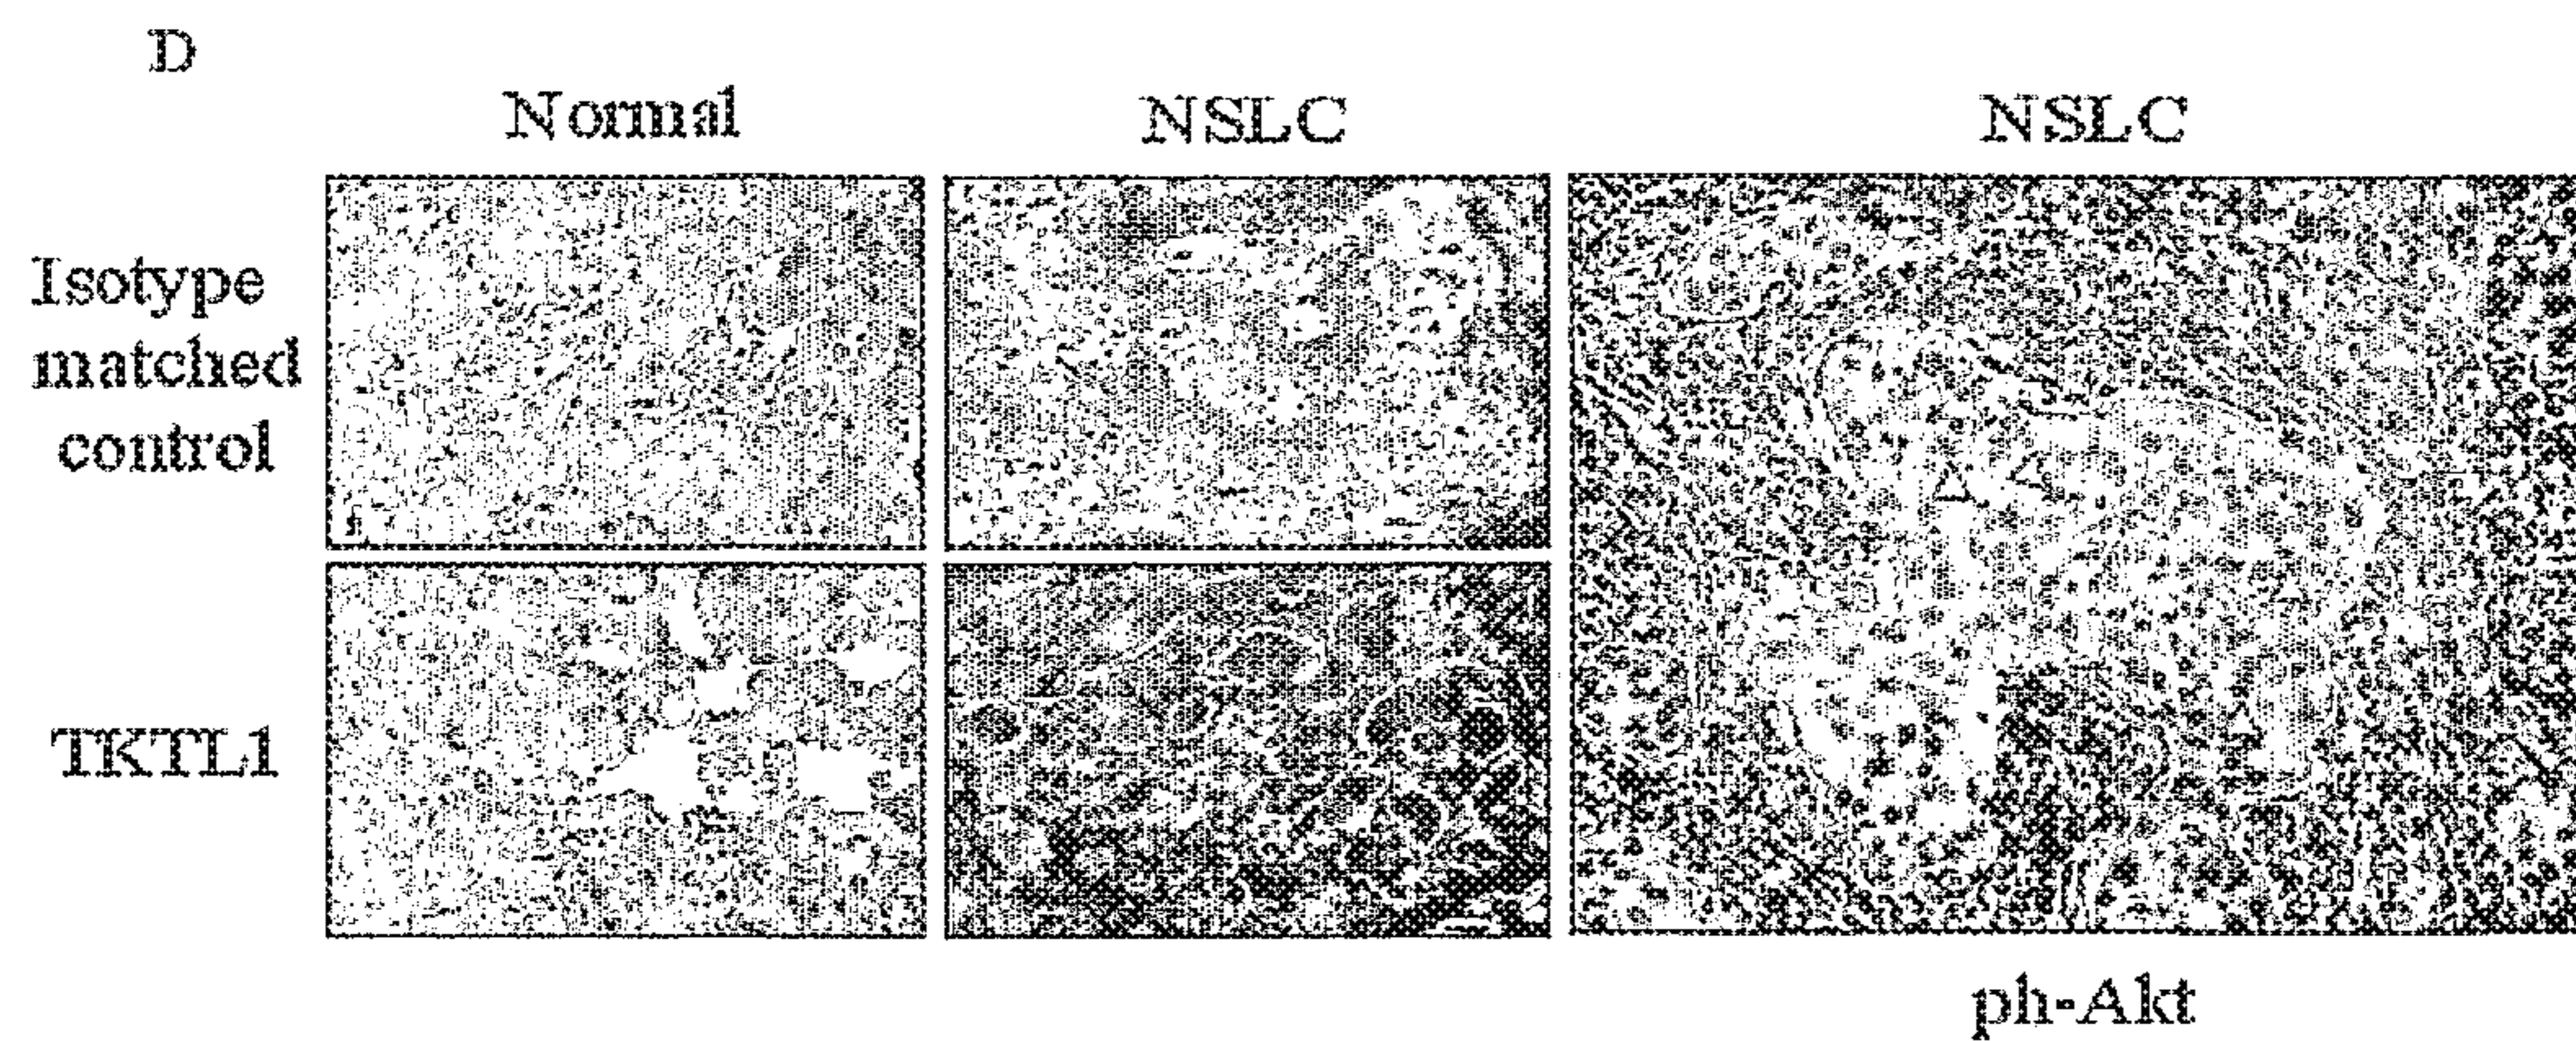 D
Normal
NSLC
NSLC
Isotype
matched
control
TKTL1
ph-Akt